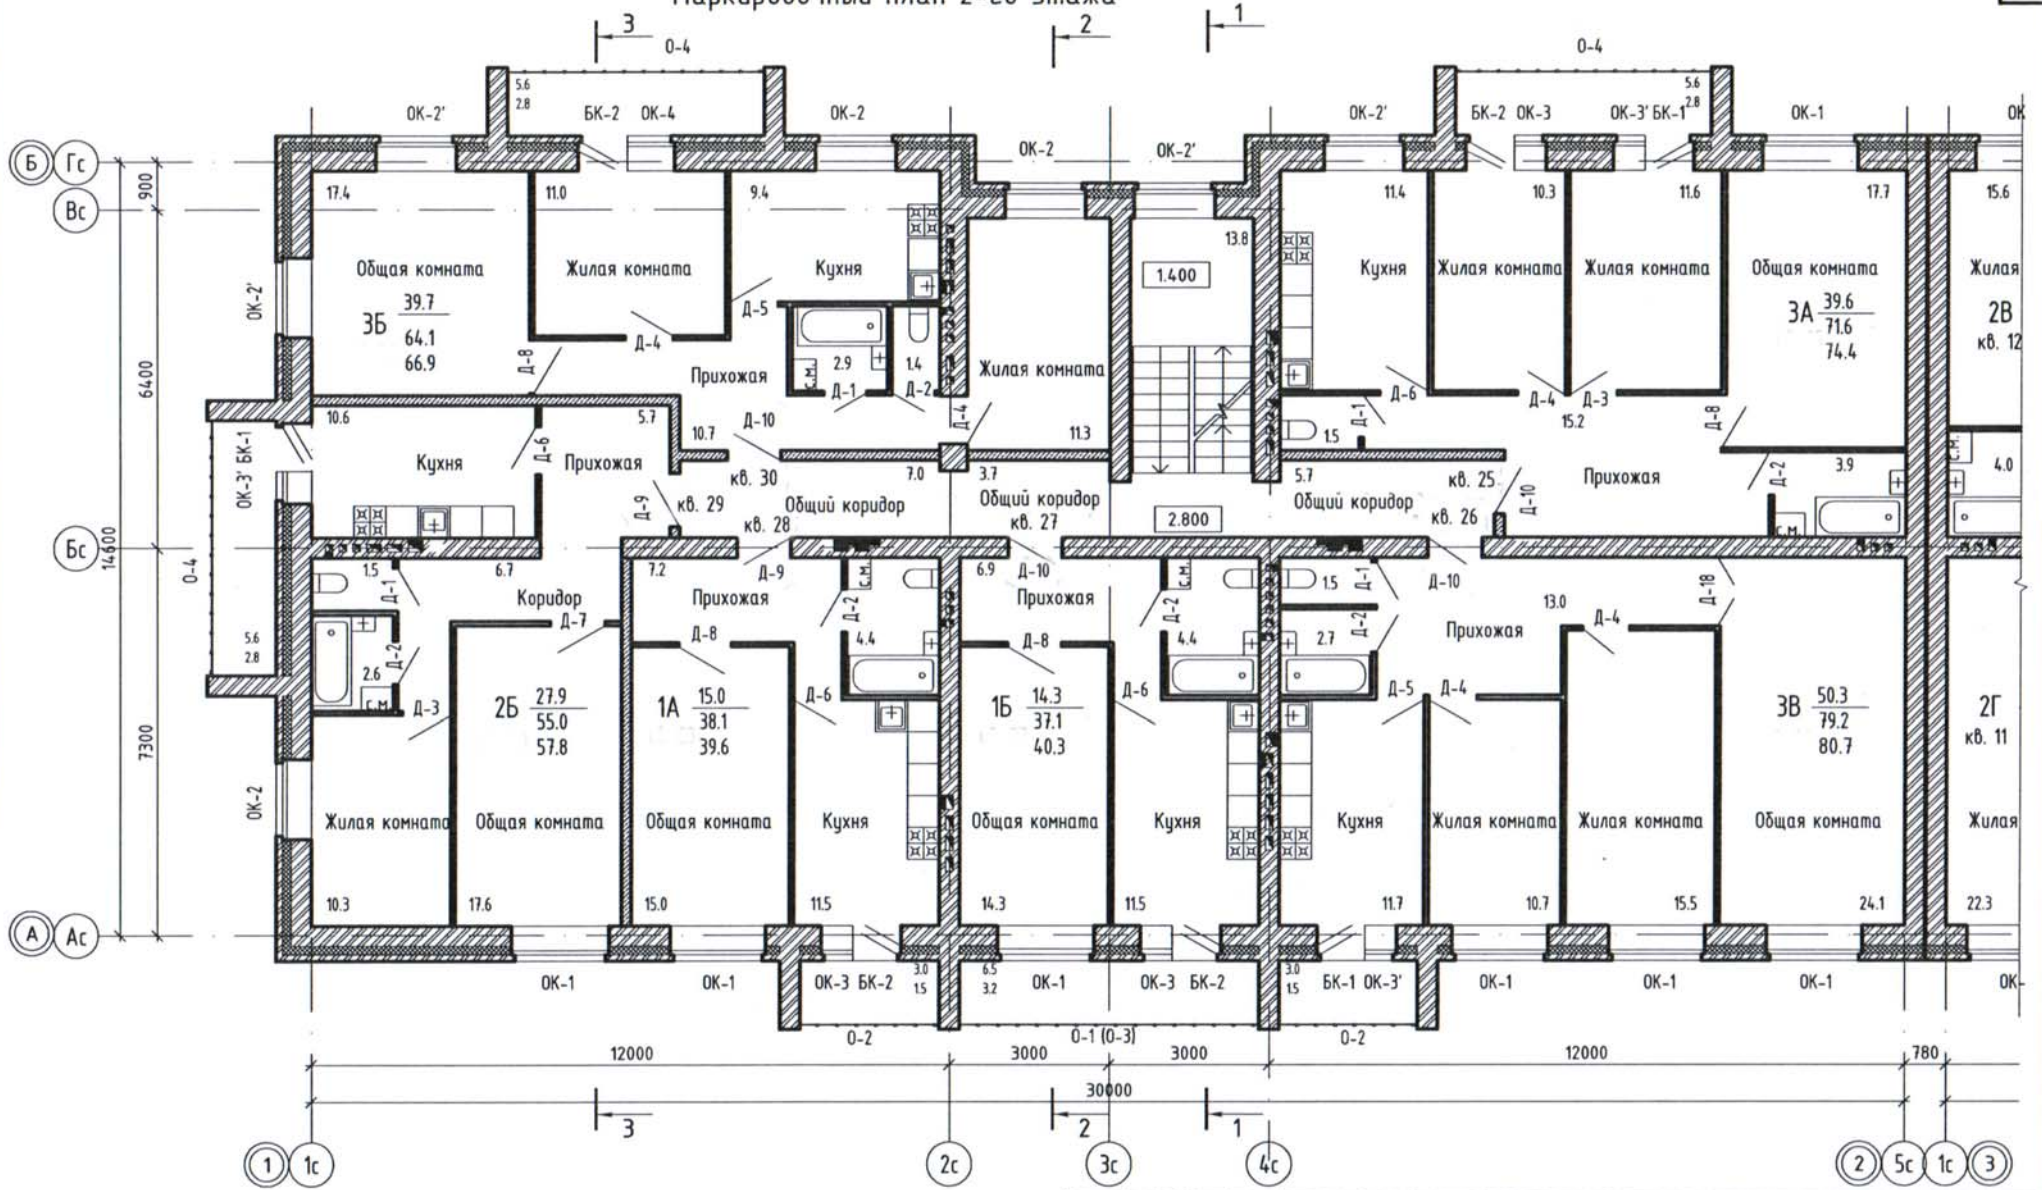 Маркировочный план 2-го этажа
3 2 1
О-4 О-4
5.6
2.8
5.6
2.8
ОК-2' БК-2 ОК-4 ОК-2 ОК-2 ОК-2' ОК-2' БК-2 ОК-3 ОК-3' БК-1 ОК-1
Б Гс
900
Вс
17.4 11.0 9.4 11.4 10.3 11.6 17.7 15.6
13.8
Общая комната Жилая комната Кухня 1.400 Кухня Жилая комната Жилая комната Общая комната Жилая
ОК-2'
3Б 39.7
64.1
66.9
3А 39.6
71.6
74.4
2В
кв. 12
Д-5
Д-4
Д-8
Прихожая
С.М.
2.9 1.4
Д-1 Д-2
Жилая комната
6400
10.6 5.7 Д-10 Д-4 Д-6 Д-1 Д-4 Д-3 Д-8
10.7 11.3 1.5 15.2
БК-1
ОК-3'
Кухня Д-6 Прихожая
кв. 30 7.0 3.7 5.7 кв. 25 Прихожая Д-2 3.9 С.М. 4.0
Д-9 кв. 29 кв. 28 Общий коридор Общий коридор кв. 27 2.800 Общий коридор кв. 26 Д-10 С.М.
Бс
14600
О-4
1.5 Д-1 6.7 7.2 Д-9 С.М. 6.9 Д-10 С.М. 1.5 Д-1 Д-10 Д-18
Коридор Прихожая Д-2 Прихожая Д-2 13.0
Д-7 Д-8 4.4 Д-8 4.4 2.7 Д-2 Прихожая Д-4
5.6
2.8
2.6 Д-2
С.М. Д-3
Д-6 Д-6 Д-5 Д-4
2Б 27.9
55.0
57.8
1А 15.0
38.1
39.6
1Б 14.3
37.1
40.3
3В 50.3
79.2
80.7
2Г
кв. 11
7300
ОК-2
Жилая комната Общая комната Общая комната Кухня Общая комната Кухня Кухня Жилая комната Жилая комната Общая комната Жилая
10.3 17.6 15.0 11.5 14.3 11.5 11.7 10.7 15.5 24.1 22.3
А Ас
3.0
1.5
6.5
3.2
3.0
1.5
ОК-1 ОК-1 ОК-3 БК-2 ОК-1 ОК-3 БК-2 БК-1 ОК-3' ОК-1 ОК-1 ОК-1
О-2 О-1 (О-3) О-2
12000 3000 3000 12000 780
30000
3 2 1
1 1с 2с 3с 4с 2 5с 1с 3